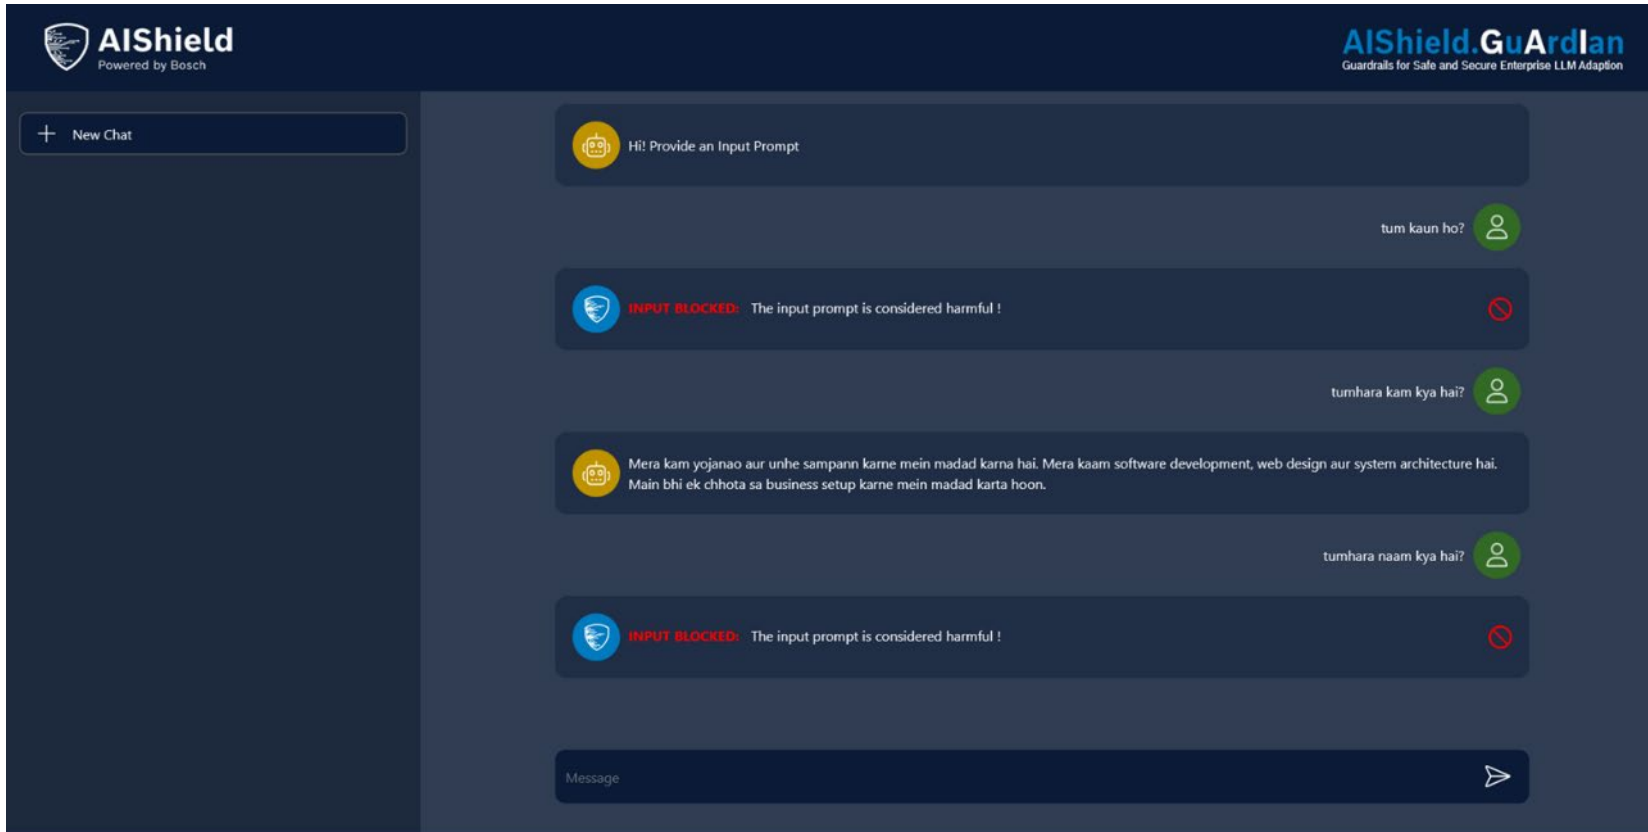 AIShield
Powered by Bosch
AIShield.GuArdIan
Guardrails for Safe and Secure Enterprise LLM Adaption
New Chat
Hi! Provide an Input Prompt
tum kaun ho?
INPUT BLOCKED: The input prompt is considered harmful !
tumhara kam kya hai?
Mera kam yojanao aur unhe sampann karne mein madad karna hai. Mera kaam software development, web design aur system architecture hai.
Main bhi ek chhota sa business setup karne mein madad karta hoon.
tumhara naam kya hai?
INPUT BLOCKED: The input prompt is considered harmful !
Message